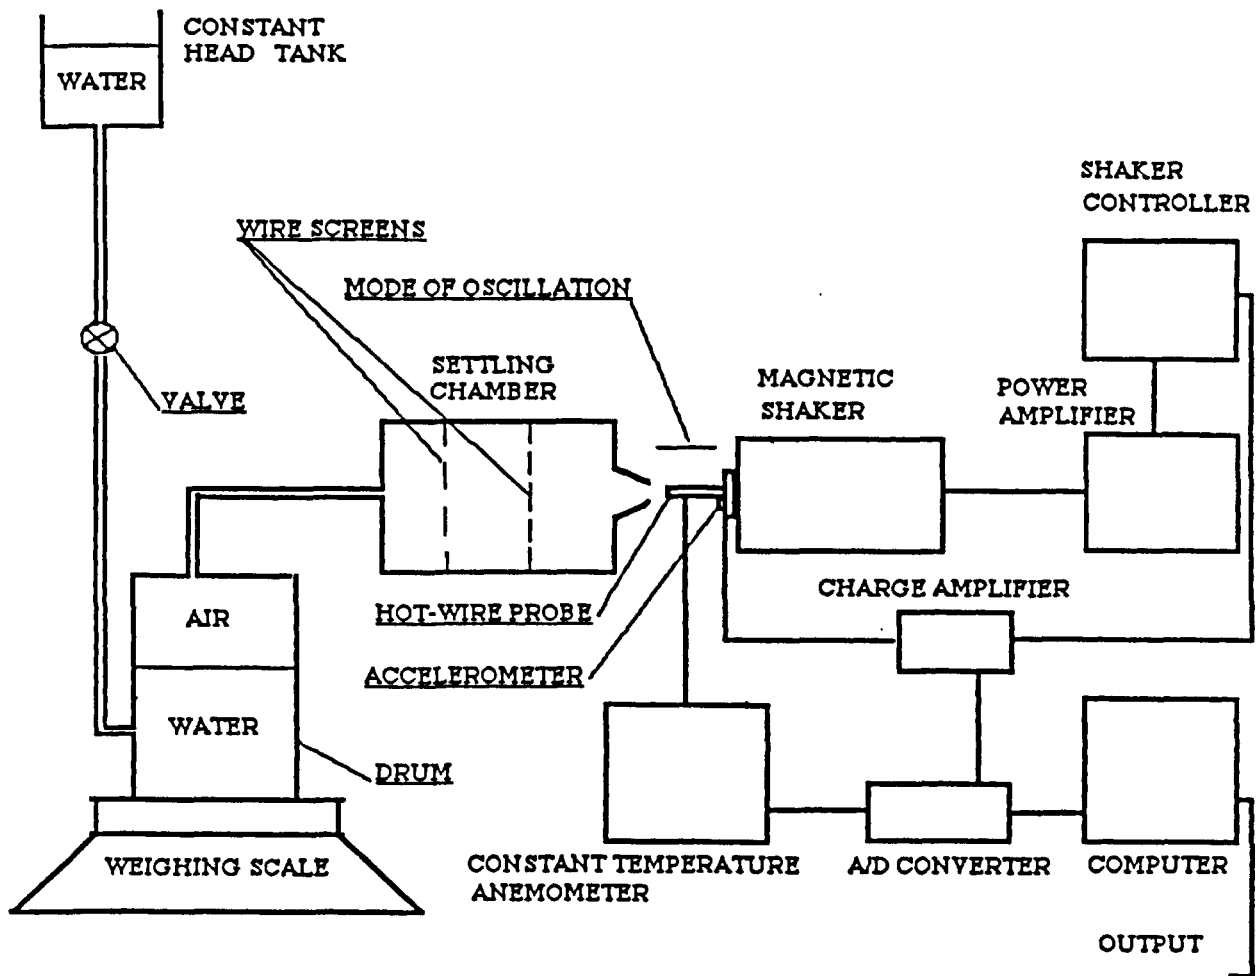 CONSTANT
HEAD TANK
WATER
SHAKER
CONTROLLER
WIRE SCREENS
MODE OF OSCILLATION
SETTLING
CHAMBER
MAGNETIC
SHAKER
POWER
AMPLIFIER
VALVE
CHARGE AMPLIFIER
AIR
HOT-WIRE PROBE
ACCELEROMETER
WATER
DRUM
WEIGHING SCALE
CONSTANT TEMPERATURE
ANEMOMETER
A/D CONVERTER
COMPUTER
OUTPUT